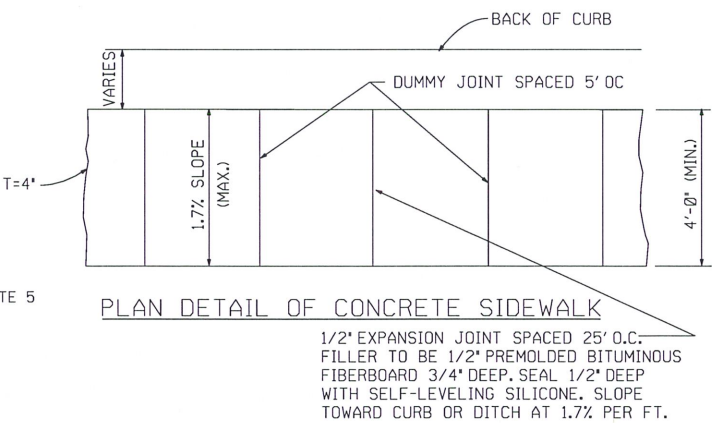 BACK OF CURB
VARIES
DUMMY JOINT SPACED 5' OC
T=4"
1.7% SLOPE
(MAX.)
4'-0" (MIN.)
TE 5
PLAN DETAIL OF CONCRETE SIDEWALK
1/2" EXPANSION JOINT SPACED 25' O.C.
FILLER TO BE 1/2" PREMOLDED BITUMINOUS
FIBERBOARD 3/4" DEEP. SEAL 1/2" DEEP
WITH SELF-LEVELING SILICONE. SLOPE
TOWARD CURB OR DITCH AT 1.7% PER FT.